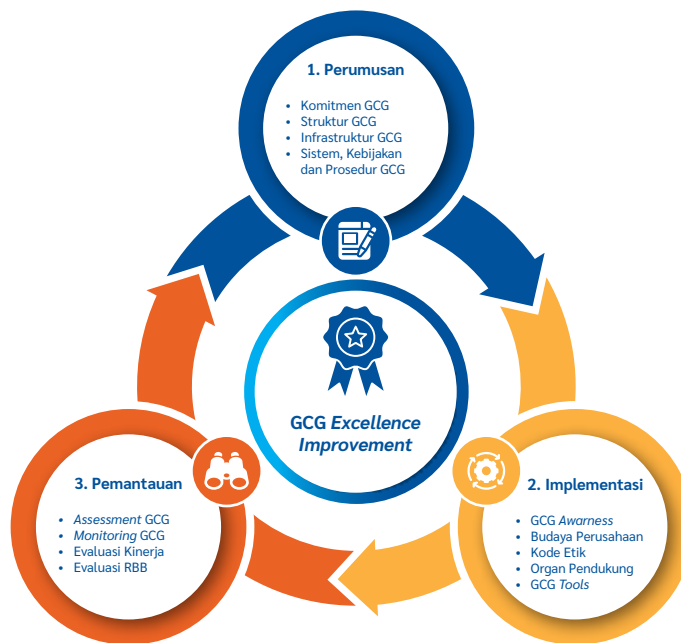 1. Perumusan
• Komitmen GCG
• Struktur GCG
• Infrastruktur GCG
• Sistem, Kebijakan
dan Prosedur GCG
GCG Excellence
Improvement
3. Pemantauan
• Assessment GCG
• Monitoring GCG
• Evaluasi Kinerja
• Evaluasi RBB
2. Implementasi
• GCG Awarness
• Budaya Perusahaan
• Kode Etik
• Organ Pendukung
• GCG Tools